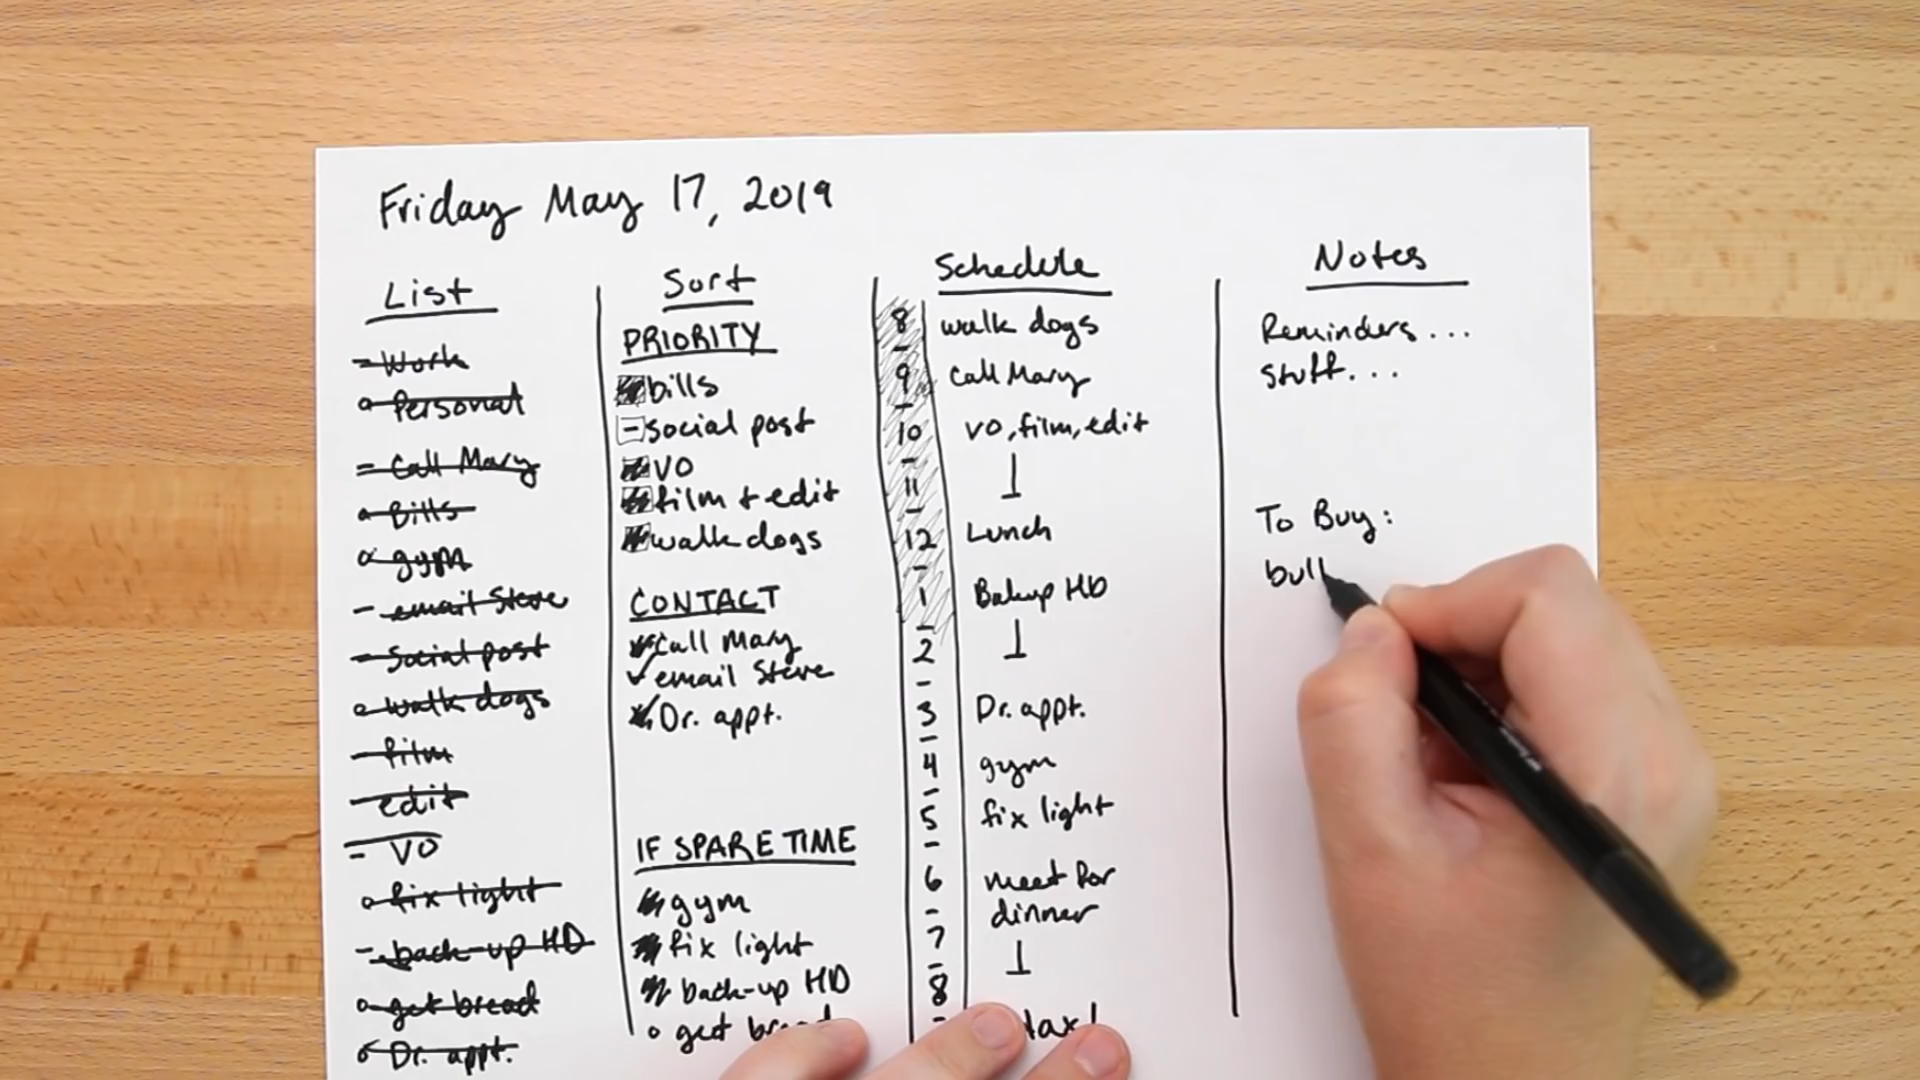 Friday May 17, 2019
List
- Work
o Personal
- Call Mary
o Bills
o gym
- email Steve
- Social post
o walk dogs
- film
- edit
- VO
o fix light
- back-up HD
o get bread
o Dr. appt.
Sort
PRIORITY
bills
social post
VO
film + edit
walk dogs
CONTACT
Call Mary
email Steve
Dr. appt.
IF SPARE TIME
gym
fix light
back-up HD
o get
Schedule
8 walk dogs
-
9 Call Mary
-
10 VO, film, edit
-
11
-
12 Lunch
-
1 Bakup HD
-
2
-
3 Dr. appt.
-
4 gym
-
5 fix light
-
6 meet for
- dinner
7
-
8
-
Notes
Reminders...
Stuff...
To Buy:
bul